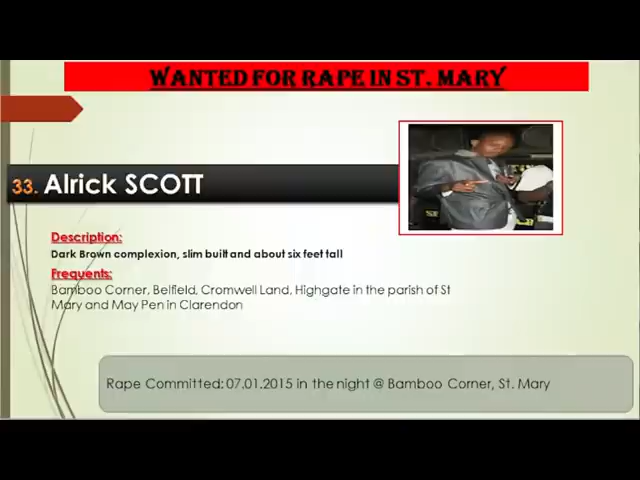 WANTED FOR RAPE IN ST. MARY
33. Alrick SCOTT
Description:
Dark Brown complexion, slim built and about six feet tall
Frequents:
Bamboo Corner, Belfield, Cromwell Land, Highgate in the parish of St
Mary and May Pen in Clarendon
Rape Committed: 07.01.2015 in the night @ Bamboo Corner, St. Mary